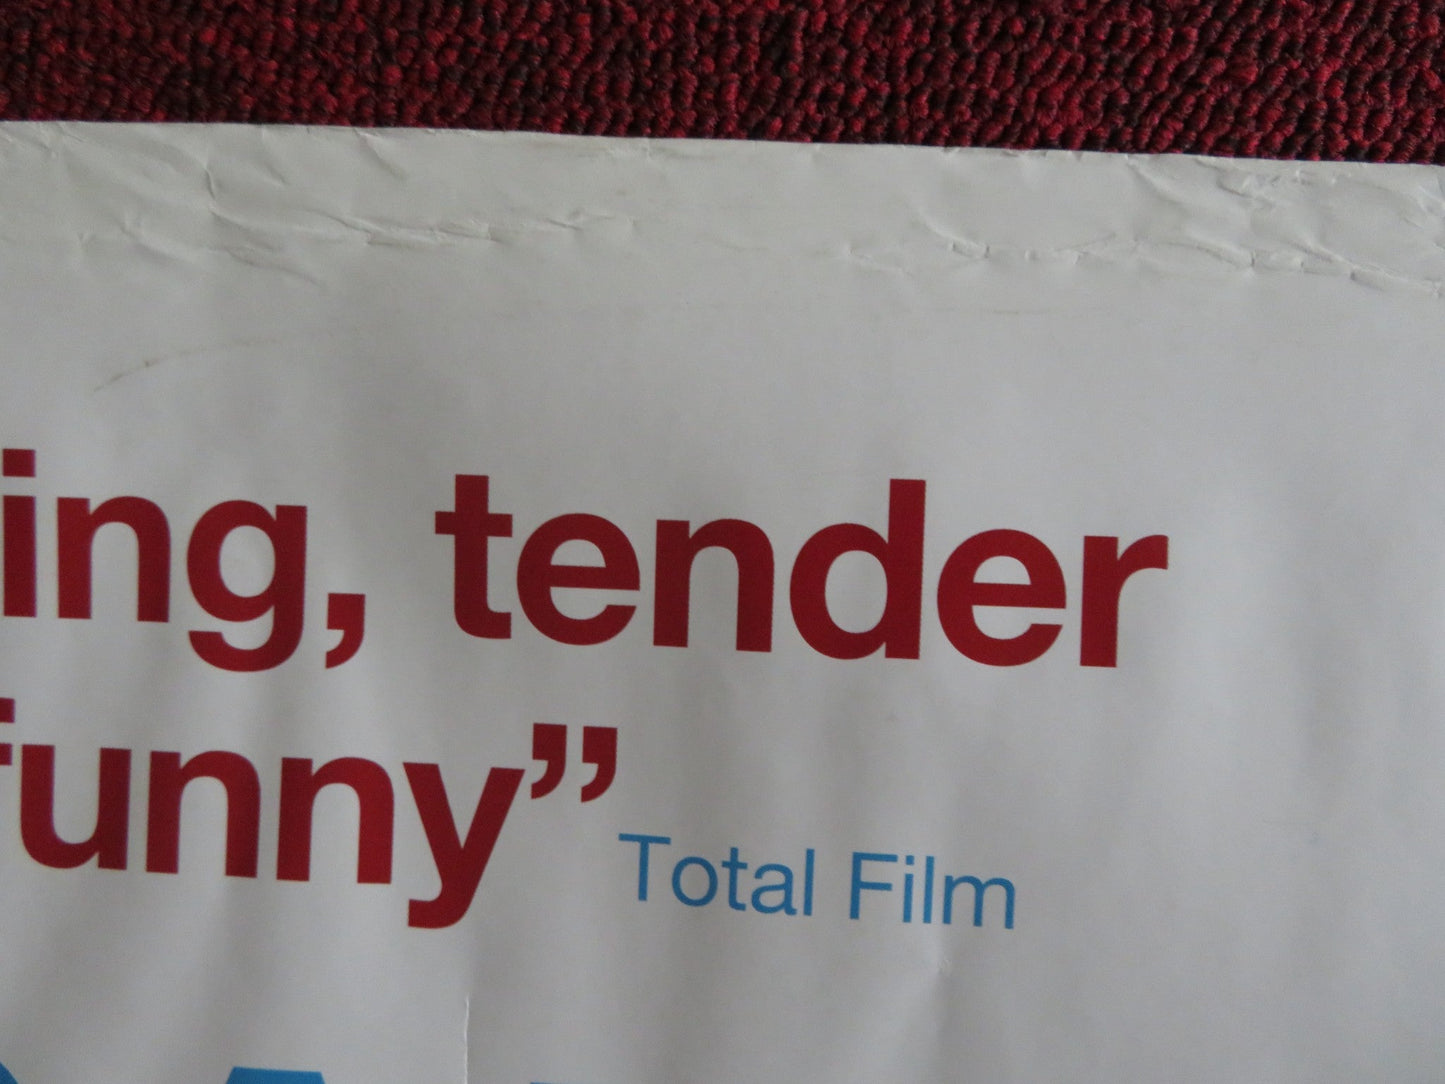 ing, tender
funny”
Total Film